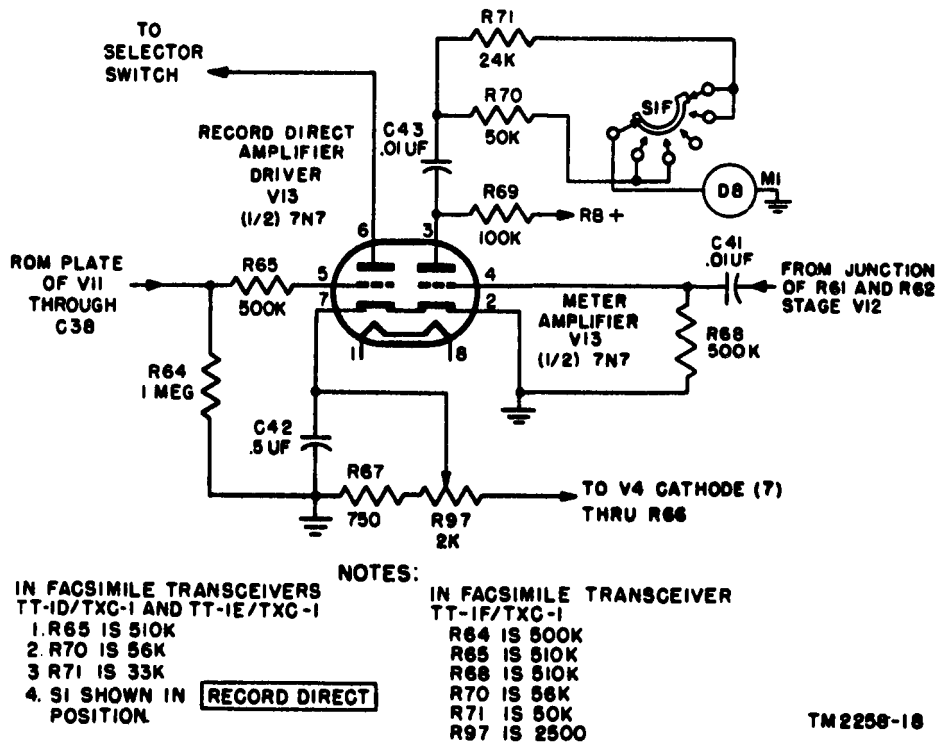 TO
SELECTOR
SWITCH
R71
24K
R70
50K
S1F
C43
.01UF
RECORD DIRECT
AMPLIFIER
DRIVER
V13
(1/2) 7N7
R69
100K
R8+
DB
M1
6
3
5
4
7
2
11
8
ROM PLATE
OF V11
THROUGH
C38
R65
500K
C41
.01UF
FROM JUNCTION
OF R61 AND R62
STAGE V12
METER
AMPLIFIER
V13
(1/2) 7N7
R68
500K
R64
1 MEG
C42
.5UF
R67
750
R97
2K
TO V4 CATHODE (7)
THRU R66
NOTES:
IN FACSIMILE TRANSCEIVERS
TT-1D/TXC-1 AND TT-1E/TXC-1
1. R65 IS 510K
2. R70 IS 56K
3 R71 IS 33K
4. S1 SHOWN IN RECORD DIRECT
POSITION.
IN FACSIMILE TRANSCEIVER
TT-1F/TXC-1
R64 IS 500K
R65 IS 510K
R68 IS 510K
R70 IS 56K
R71 IS 50K
R97 IS 2500
TM2258-18